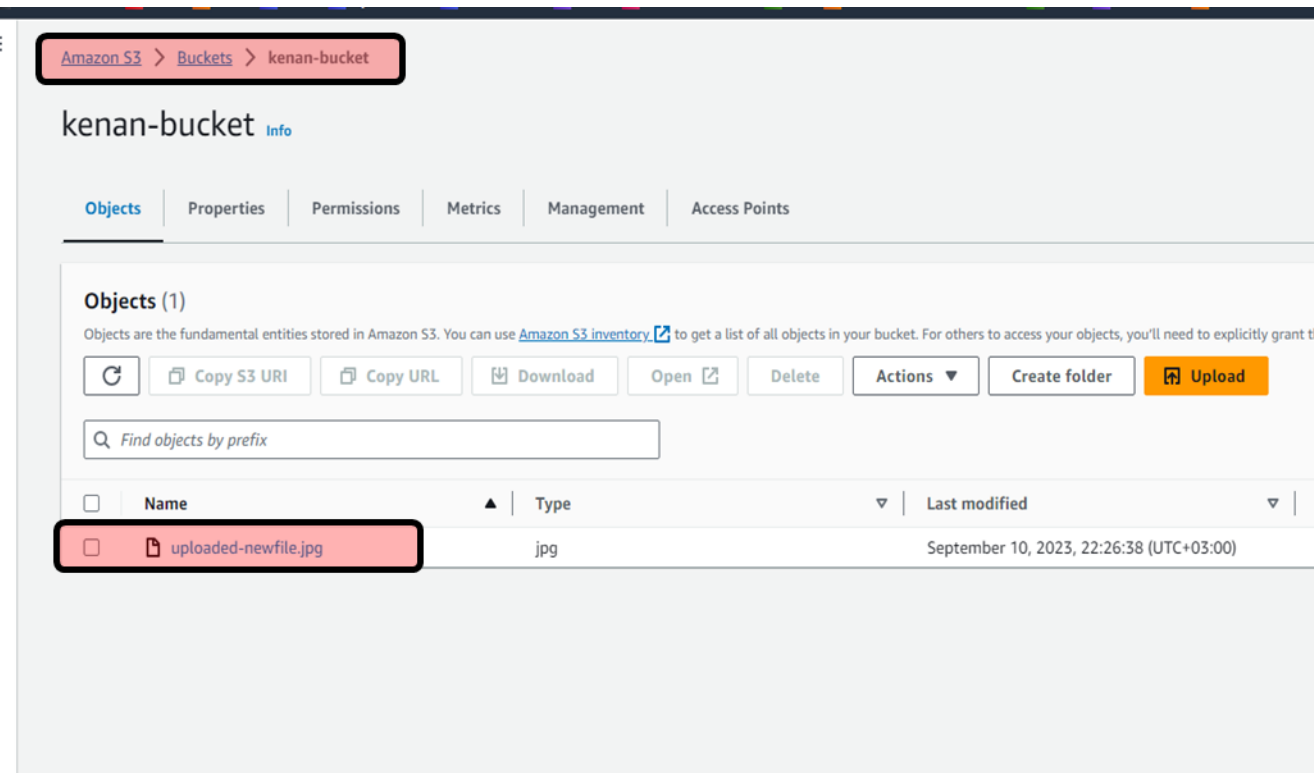 Amazon S3 > Buckets > kenan-bucket
kenan-bucket Info
Objects Properties Permissions Metrics Management Access Points
Objects (1)
Objects are the fundamental entities stored in Amazon S3. You can use Amazon S3 inventory to get a list of all objects in your bucket. For others to access your objects, you'll need to explicitly grant
Copy S3 URI Copy URL Download Open Delete Actions Create folder Upload
Find objects by prefix
Name Type Last modified
uploaded-newfile.jpg jpg September 10, 2023, 22:26:38 (UTC+03:00)